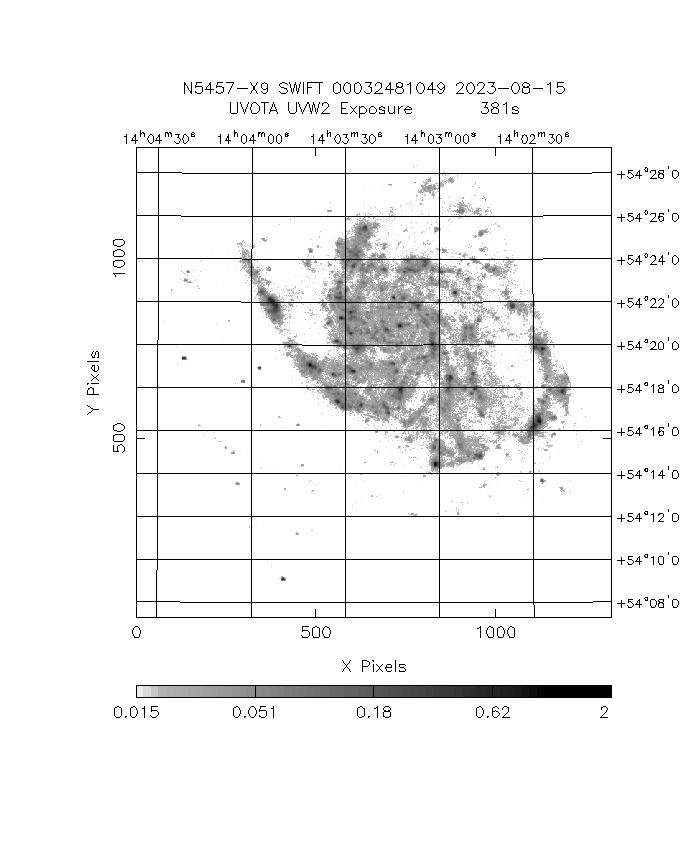 N5457-X9 SWIFT 00032481049 2023-08-15
UVOTA UVW2 Exposure 381s
14ʰ04ᵐ30ˢ 14ʰ04ᵐ00ˢ 14ʰ03ᵐ30ˢ 14ʰ03ᵐ00ˢ 14ʰ02ᵐ30ˢ
+54°28'0
+54°26'0
+54°24'0
+54°22'0
+54°20'0
+54°18'0
+54°16'0
+54°14'0
+54°12'0
+54°10'0
+54°08'0
1000
500
Y Pixels
0 500 1000
X Pixels
0.015 0.051 0.18 0.62 2